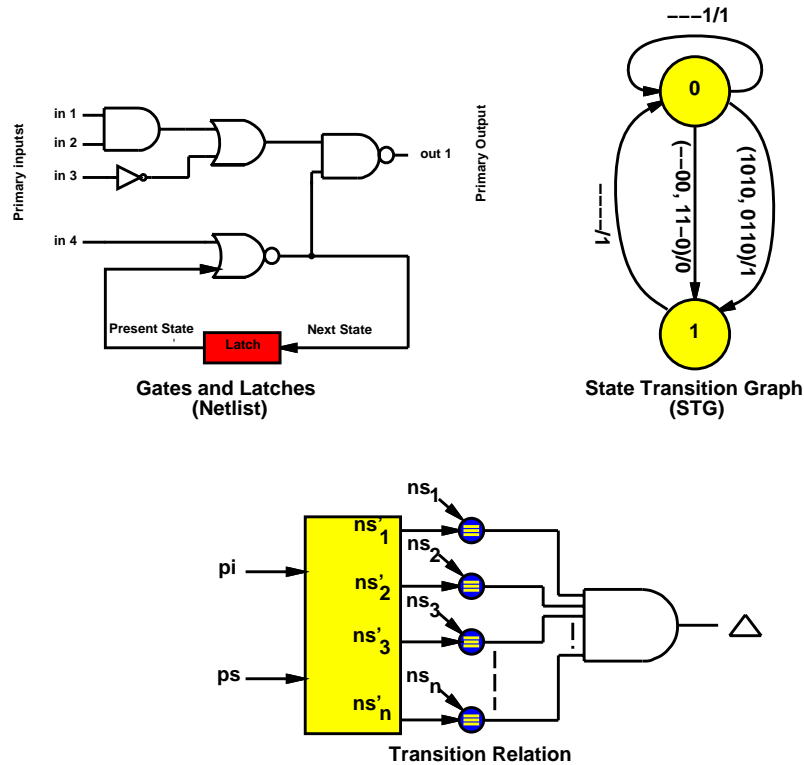 −−−1/1
0
in 1
in 2
in 3
in 4
Primary inputst
out 1
Primary Output
Present State
Next State
Latch
Gates and Latches
(Netlist)
−−−−/1
(−−00, 11−0)/0
(1010, 0110)/1
1
State Transition Graph
(STG)
ns1
ns'1
ns2
ns'2
ns3
ns'3
nsn
ns'n
pi
ps
△
Transition Relation